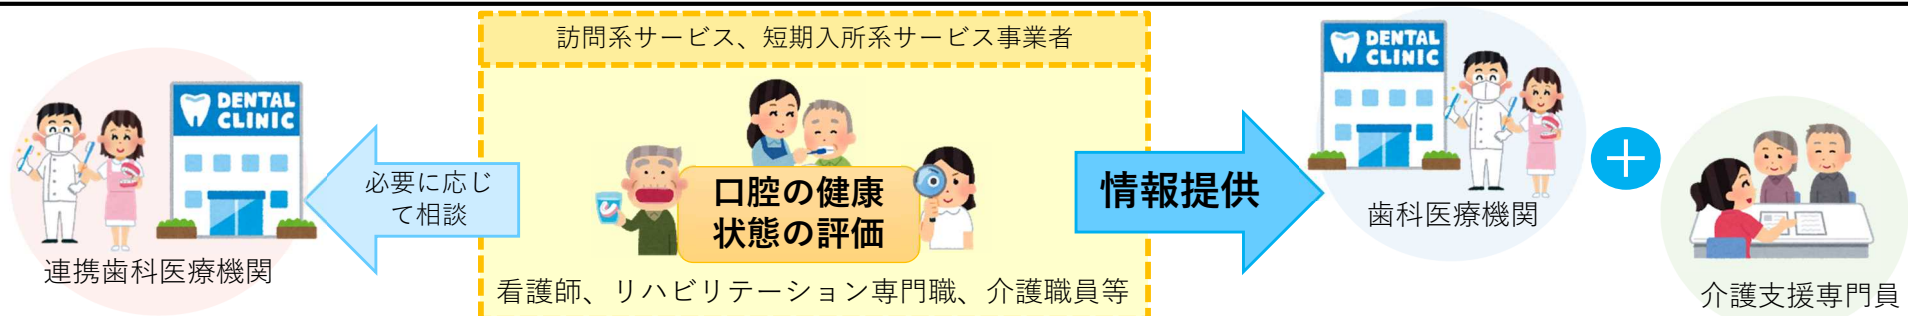 訪問系サービス、短期入所系サービス事業者
DENTAL
CLINIC
必要に応じ
て相談
連携歯科医療機関
口腔の健康
状態の評価
看護師、リハビリテーション専門職、介護職員等
情報提供
DENTAL
CLINIC
歯科医療機関
+
介護支援専門員